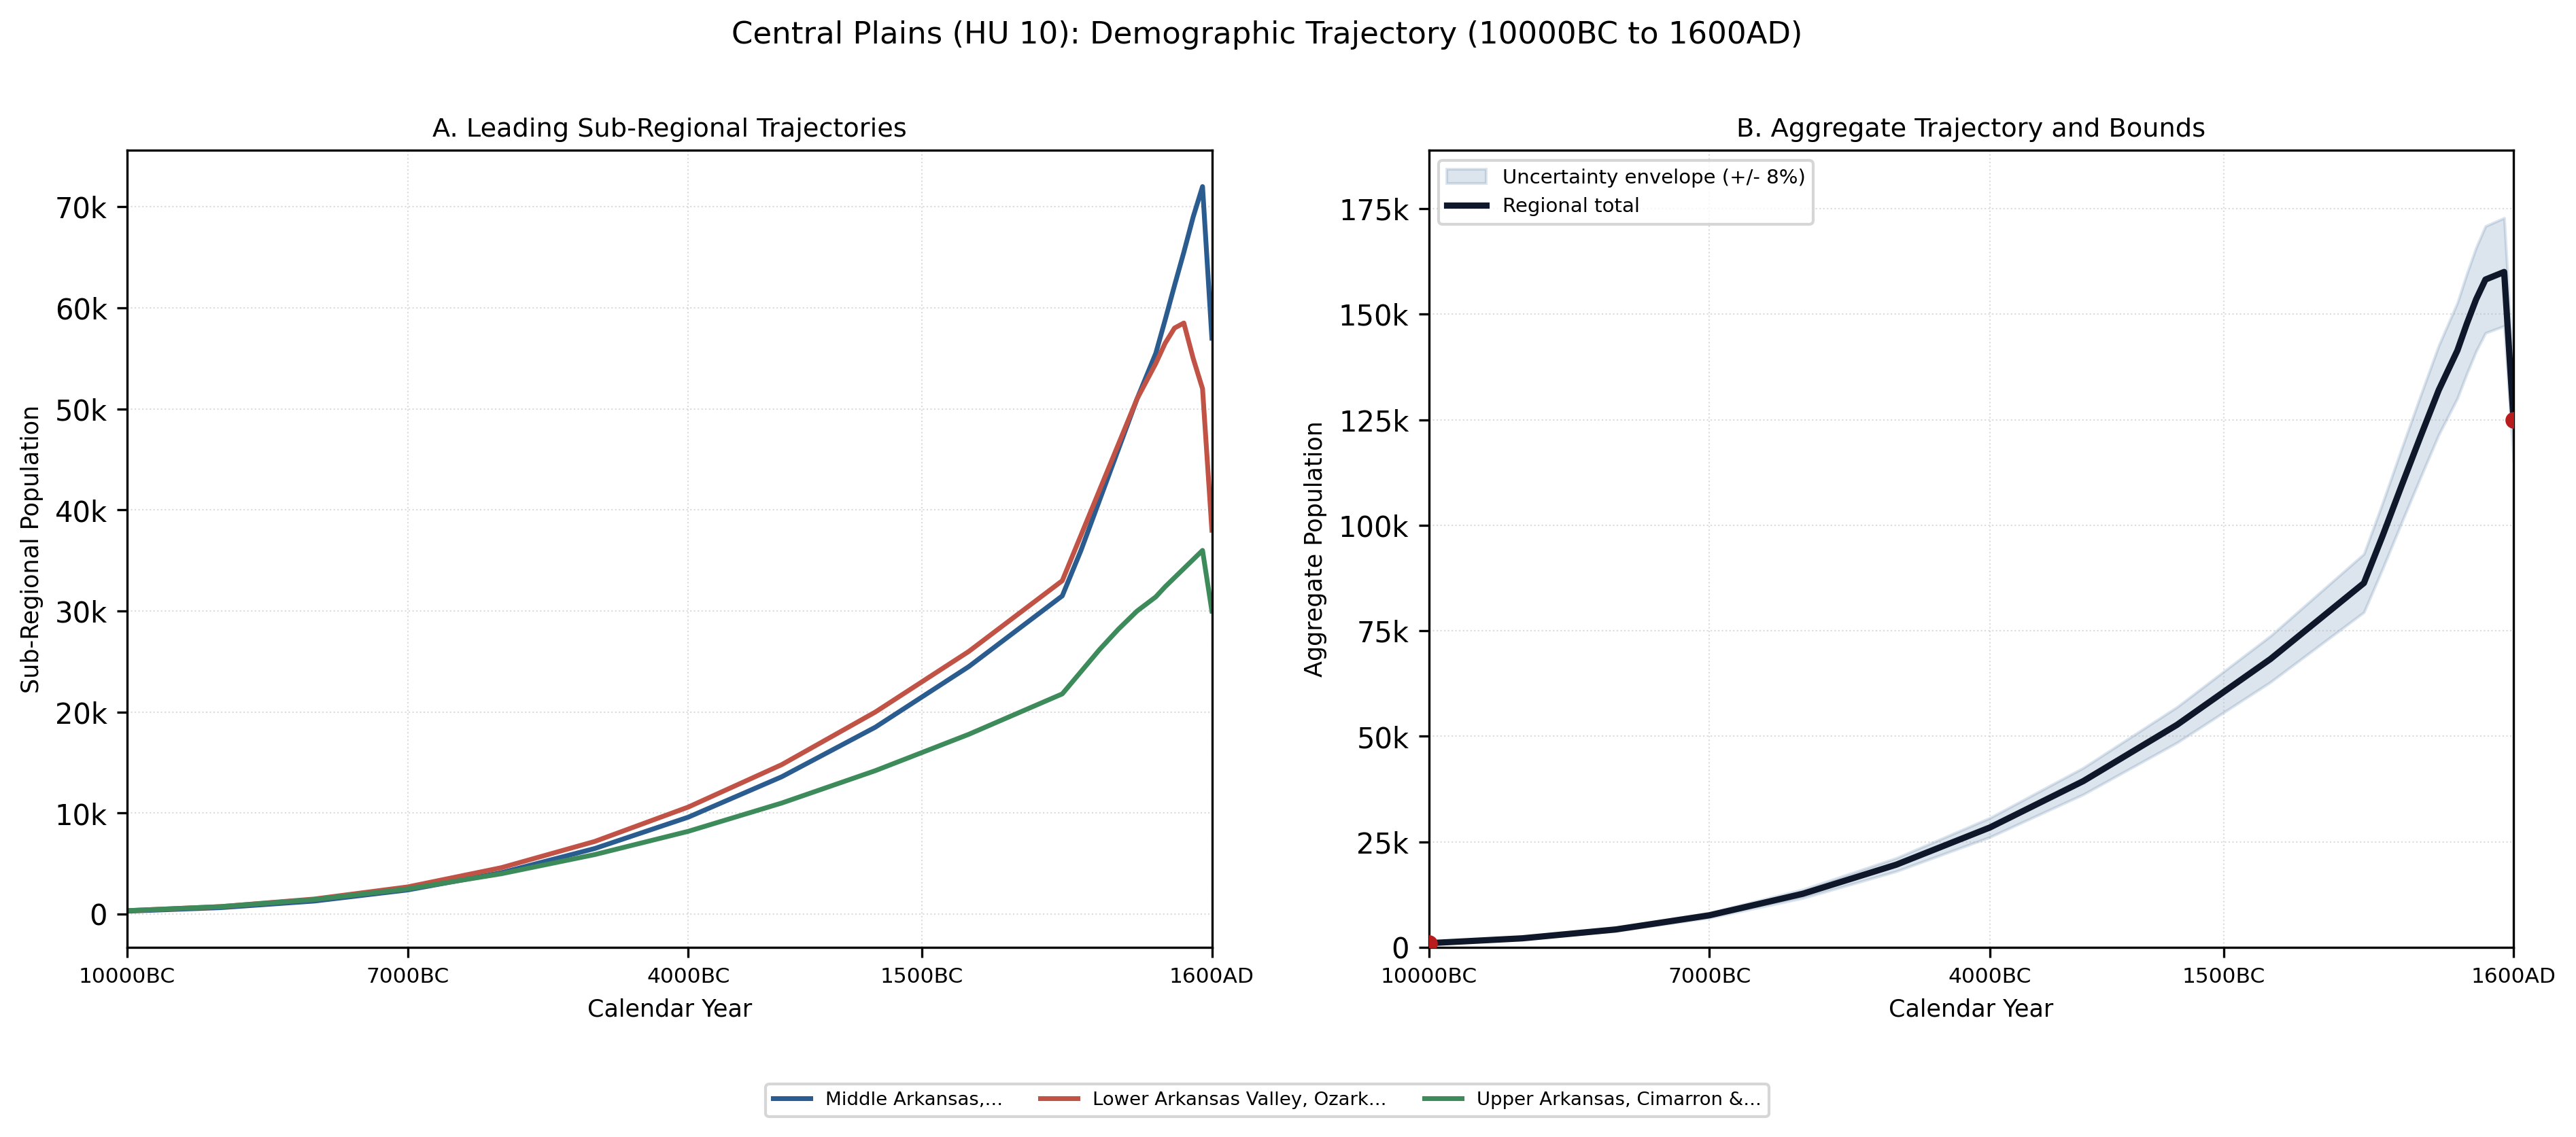 Central Plains (HU 10): Demographic Trajectory (10000BC to 1600AD)
A. Leading Sub-Regional Trajectories
Sub-Regional Population
70k
60k
50k
40k
30k
20k
10k
0
10000BC
7000BC
4000BC
1500BC
1600AD
Calendar Year
B. Aggregate Trajectory and Bounds
Uncertainty envelope (+/- 8%)
Regional total
Aggregate Population
175k
150k
125k
100k
75k
50k
25k
0
10000BC
7000BC
4000BC
1500BC
1600AD
Calendar Year
Middle Arkansas,...
Lower Arkansas Valley, Ozark...
Upper Arkansas, Cimarron &...